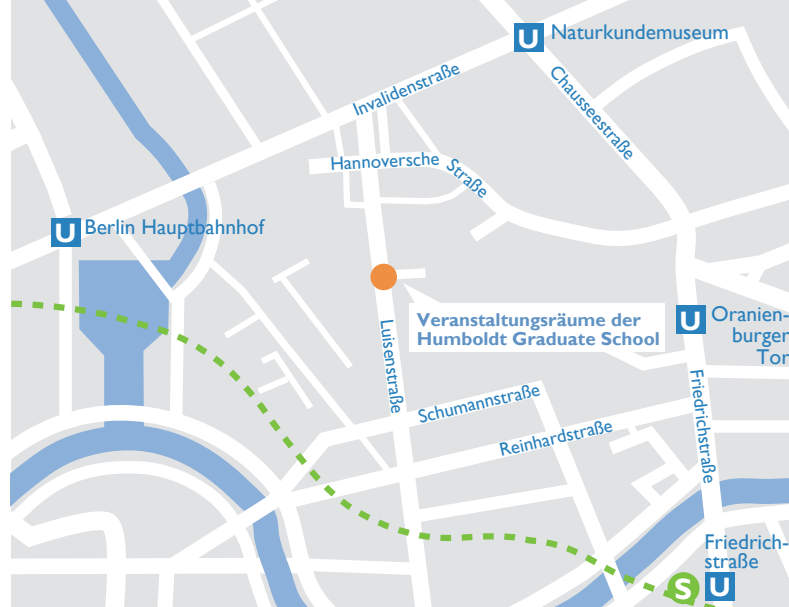 U Naturkundemuseum
Invalidenstraße
Chausseestraße
Hannoversche Straße
U Berlin Hauptbahnhof
Veranstaltungsräume der
Humboldt Graduate School
U Oranien-
burger
Tor
Luisenstraße
Schumannstraße
Friedrichstraße
Reinhardstraße
Friedrich-
straße
S U